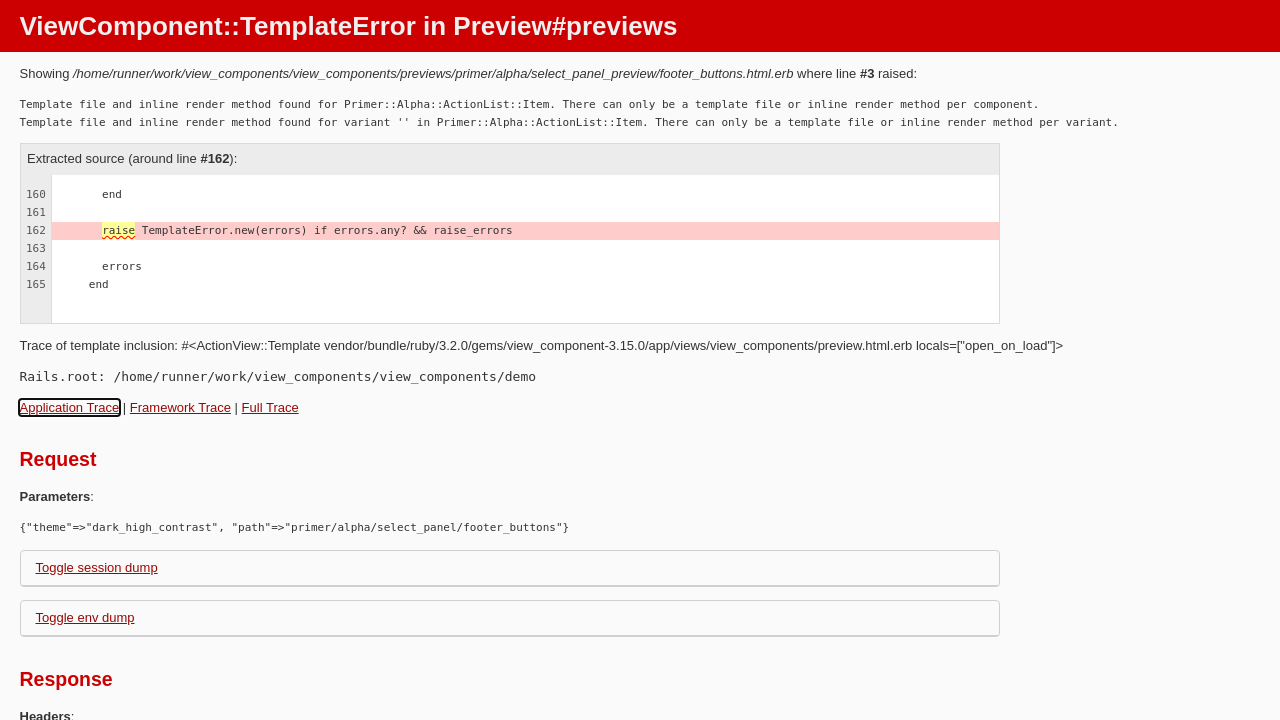 ViewComponent::TemplateError in Preview#previews
Showing /home/runner/work/view_components/view_components/previews/primer/alpha/select_panel_preview/footer_buttons.html.erb where line #3 raised:
Template file and inline render method found for Primer::Alpha::ActionList::Item. There can only be a template file or inline render method per component.
Template file and inline render method found for variant '' in Primer::Alpha::ActionList::Item. There can only be a template file or inline render method per variant.
Extracted source (around line #162):
160 end
161
162 raise TemplateError.new(errors) if errors.any? && raise_errors
163
164 errors
165 end
Trace of template inclusion: #<ActionView::Template vendor/bundle/ruby/3.2.0/gems/view_component-3.15.0/app/views/view_components/preview.html.erb locals=["open_on_load"]>
Rails.root: /home/runner/work/view_components/view_components/demo
Application Trace | Framework Trace | Full Trace
Request
Parameters:
{"theme"=>"dark_high_contrast", "path"=>"primer/alpha/select_panel/footer_buttons"}
Toggle session dump
Toggle env dump
Response
Headers: